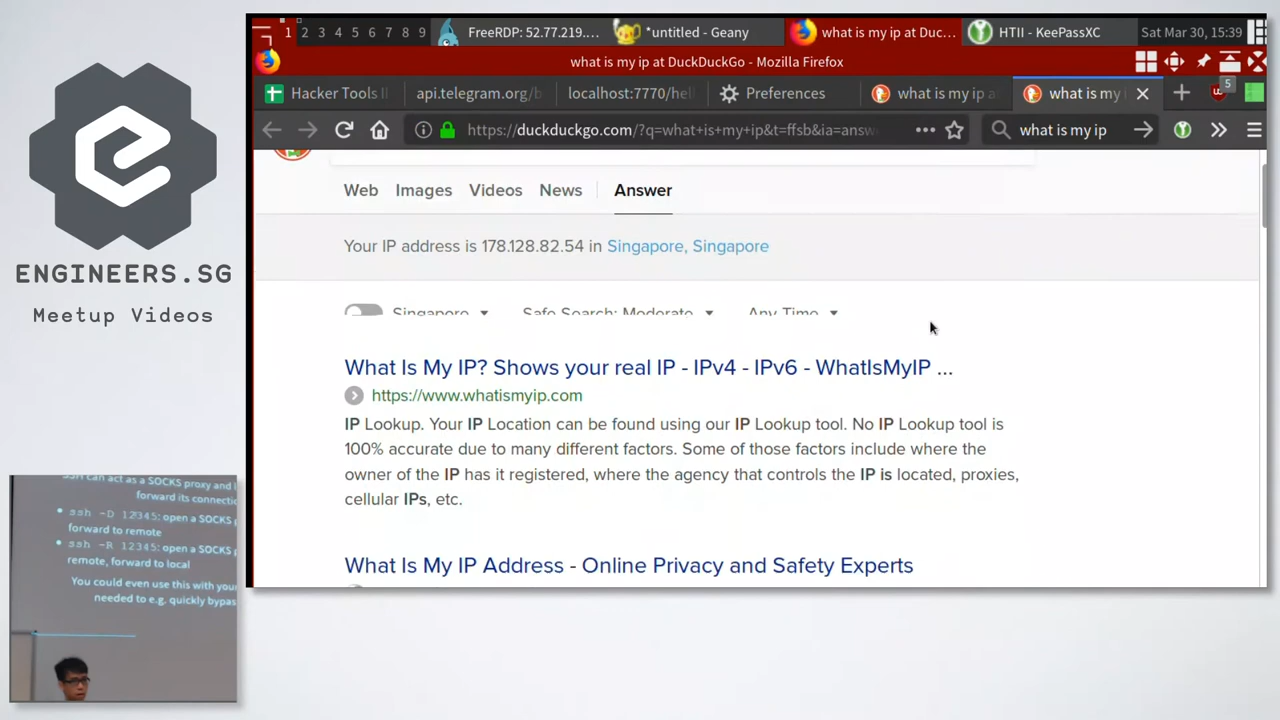 1 2 3 4 5 6 7 8 9 FreeRDP: 52.77.219.... *untitled - Geany what is my ip at Duc... HTII - KeePassXC Sat Mar 30, 15:39
what is my ip at DuckDuckGo - Mozilla Firefox
Hacker Tools II api.telegram.org/b localhost:7770/hell Preferences what is my ip a what is my 5
https://duckduckgo.com/?q=what+is+my+ip&t=ffsb&ia=answ what is my ip
Web Images Videos News Answer
Your IP address is 178.128.82.54 in Singapore, Singapore
Singapore Safe Search: Moderate Any Time
What Is My IP? Shows your real IP - IPv4 - IPv6 - WhatIsMyIP ...
https://www.whatismyip.com
IP Lookup. Your IP Location can be found using our IP Lookup tool. No IP Lookup tool is
100% accurate due to many different factors. Some of those factors include where the
owner of the IP has it registered, where the agency that controls the IP is located, proxies,
cellular IPs, etc.
What Is My IP Address - Online Privacy and Safety Experts
ENGINEERS.SG
Meetup Videos
SSH can act as a SOCKS proxy and
forward its connectio
ssh -D 12345: open a SOCKS
forward to remote
ssh -R 12345: open a SOCKS
remote, forward to local
You could even use this with your
needed to e.g. quickly bypas